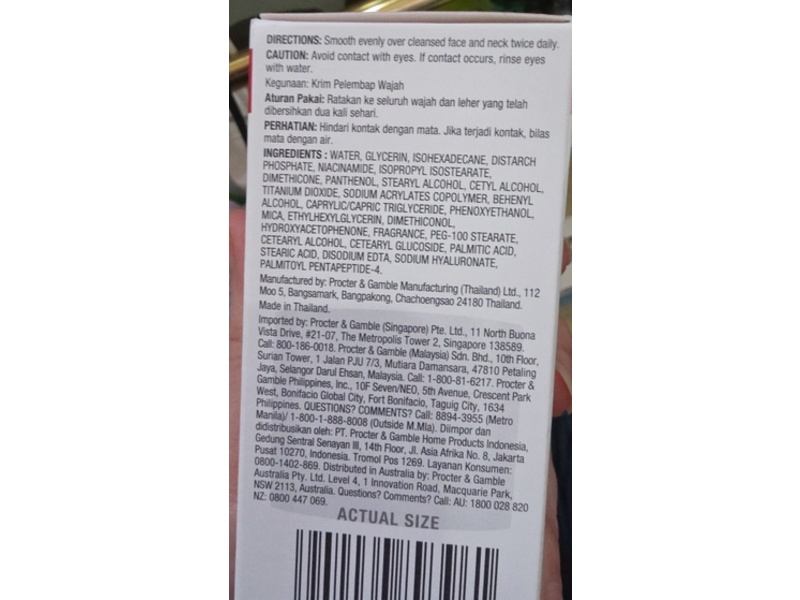 DIRECTIONS: Smooth evenly over cleansed face and neck twice daily.
CAUTION: Avoid contact with eyes. If contact occurs, rinse eyes
with water.
Kegunaan: Krim Pelembap Wajah
Aturan Pakai: Ratakan ke seluruh wajah dan leher yang telah
dibersihkan dua kali sehari.
PERHATIAN: Hindari kontak dengan mata. Jika terjadi kontak, bilas
mata dengan air.
INGREDIENTS : WATER, GLYCERIN, ISOHEXADECANE, DISTARCH
PHOSPHATE, NIACINAMIDE, ISOPROPYL ISOSTEARATE,
DIMETHICONE, PANTHENOL, STEARYL ALCOHOL, CETYL ALCOHOL,
TITANIUM DIOXIDE, SODIUM ACRYLATES COPOLYMER, BEHENYL
ALCOHOL, CAPRYLIC/CAPRIC TRIGLYCERIDE, PHENOXYETHANOL,
MICA, ETHYLHEXYLGLYCERIN, DIMETHICONOL,
HYDROXYACETOPHENONE, FRAGRANCE, PEG-100 STEARATE,
CETEARYL ALCOHOL, CETEARYL GLUCOSIDE, PALMITIC ACID,
STEARIC ACID, DISODIUM EDTA, SODIUM HYALURONATE,
PALMITOYL PENTAPEPTIDE-4.
Manufactured by: Procter & Gamble Manufacturing (Thailand) Ltd., 112
Moo 5, Bangsamark, Bangpakong, Chachoengsao 24180 Thailand.
Made in Thailand.
Imported by: Procter & Gamble (Singapore) Pte. Ltd., 11 North Buona
Vista Drive, #21-07, The Metropolis Tower 2, Singapore 138589.
Call: 800-186-0018. Procter & Gamble (Malaysia) Sdn. Bhd., 10th Floor,
Surian Tower, 1 Jalan PJU 7/3, Mutiara Damansara, 47810 Petaling
Jaya, Selangor Darul Ehsan, Malaysia. Call: 1-800-81-6217. Procter &
Gamble Philippines, Inc., 10F Seven/NEO, 5th Avenue, Crescent Park
West, Bonifacio Global City, Fort Bonifacio, Taguig City, 1634
Philippines. QUESTIONS? COMMENTS? Call: 8894-3955 (Metro
Manila)/ 1-800-1-888-8008 (Outside M.Mla). Diimpor dan
didistribusikan oleh: PT. Procter & Gamble Home Products Indonesia,
Gedung Sentral Senayan III, 14th Floor, Jl. Asia Afrika No. 8, Jakarta
Pusat 10270, Indonesia. Tromol Pos 1269. Layanan Konsumen:
0800-1402-869. Distributed in Australia by: Procter & Gamble
Australia Pty. Ltd. Level 4, 1 Innovation Road, Macquarie Park,
NSW 2113, Australia. Questions? Comments? Call: AU: 1800 028 820
NZ: 0800 447 069.
ACTUAL SIZE